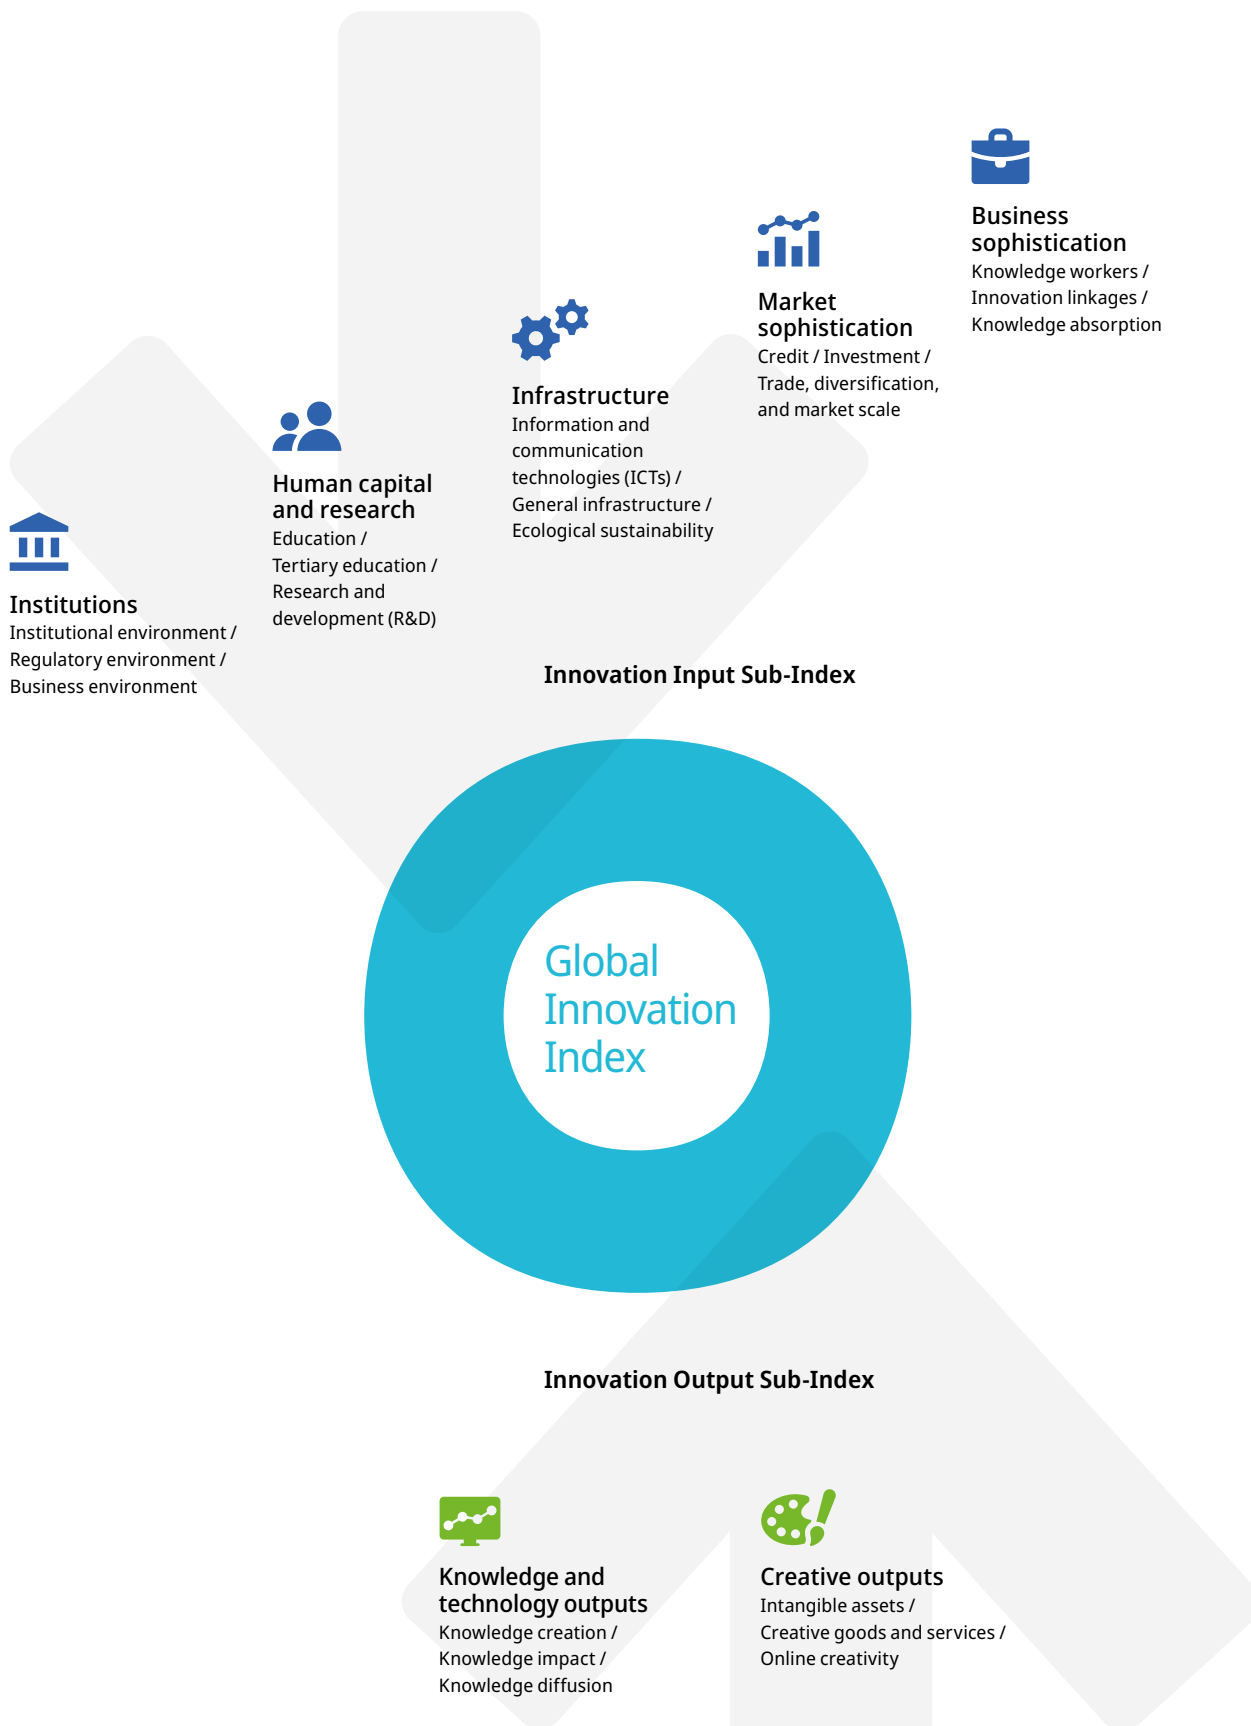 Institutions
Institutional environment /
Regulatory environment /
Business environment
Human capital
and research
Education /
Tertiary education /
Research and
development (R&D)
Infrastructure
Information and
communication
technologies (ICTs) /
General infrastructure /
Ecological sustainability
Market
sophistication
Credit / Investment /
Trade, diversification,
and market scale
Business
sophistication
Knowledge workers /
Innovation linkages /
Knowledge absorption
Innovation Input Sub-Index
Global
Innovation
Index
Innovation Output Sub-Index
Knowledge and
technology outputs
Knowledge creation /
Knowledge impact /
Knowledge diffusion
Creative outputs
Intangible assets /
Creative goods and services /
Online creativity